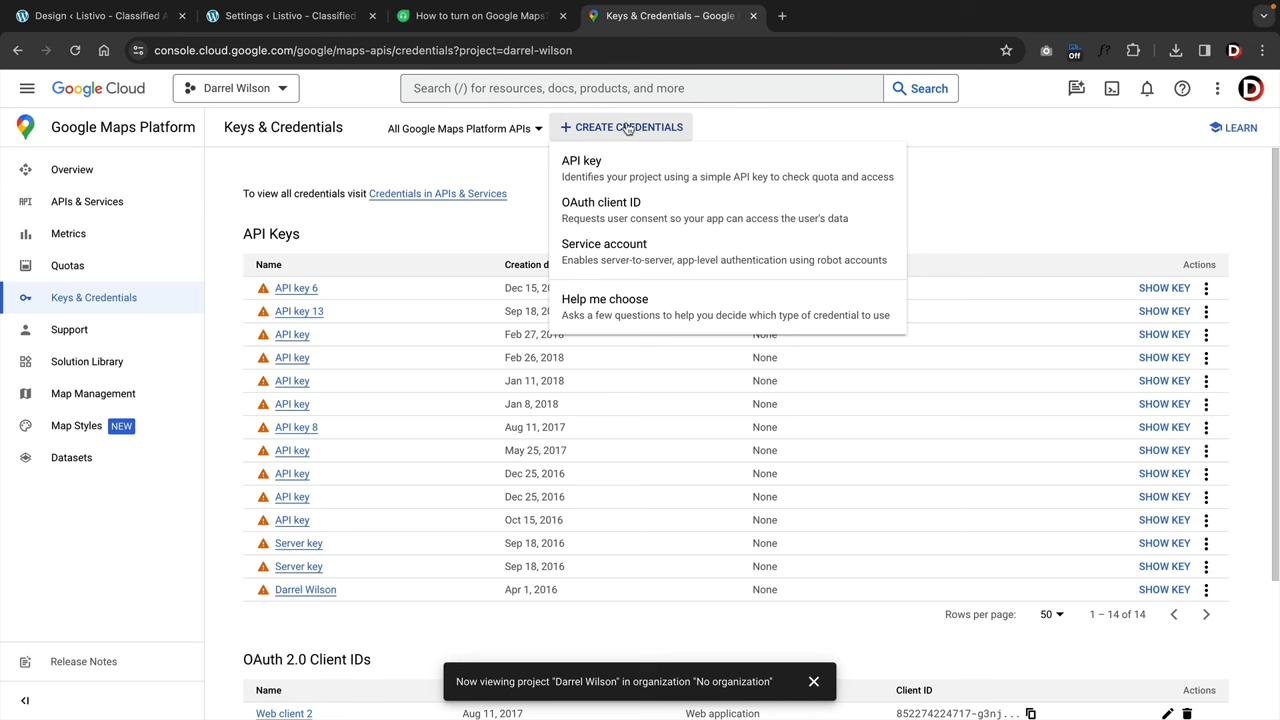 Design ‹ Listivo - Classified A
Settings ‹ Listivo - Classified
How to turn on Google Maps?
Keys & Credentials – Google
console.cloud.google.com/google/maps-apis/credentials?project=darrel-wilson
Off
f?
D
Google Cloud
Darrel Wilson
Search (/) for resources, docs, products, and more
Search
D
Google Maps Platform
Keys & Credentials
All Google Maps Platform APIs
+ CREATE CREDENTIALS
LEARN
Overview
API APIs & Services
Metrics
Quotas
Keys & Credentials
Support
Solution Library
Map Management
Map Styles NEW
Datasets
Release Notes
API key
Identifies your project using a simple API key to check quota and access
OAuth client ID
Requests user consent so your app can access the user's data
Service account
Enables server-to-server, app-level authentication using robot accounts
Help me choose
Asks a few questions to help you decide which type of credential to use
To view all credentials visit Credentials in APIs & Services
API Keys
Name Creation d Actions
API key 6 Dec 15, 20 SHOW KEY
API key 13 Sep 18, 20 SHOW KEY
API key Feb 27, 2018 None SHOW KEY
API key Feb 26, 2018 None SHOW KEY
API key Jan 11, 2018 None SHOW KEY
API key Jan 8, 2018 None SHOW KEY
API key 8 Aug 11, 2017 None SHOW KEY
API key May 25, 2017 None SHOW KEY
API key Dec 25, 2016 None SHOW KEY
API key Dec 25, 2016 None SHOW KEY
API key Oct 15, 2016 None SHOW KEY
Server key Sep 18, 2016 None SHOW KEY
Server key Sep 18, 2016 None SHOW KEY
Darrel Wilson Apr 1, 2016 None SHOW KEY
Rows per page: 50 1 – 14 of 14
OAuth 2.0 Client IDs
Now viewing project "Darrel Wilson" in organization "No organization"
Name Client ID Actions
Web client 2 Aug 11, 2017 Web application 852274224717-g3nj...